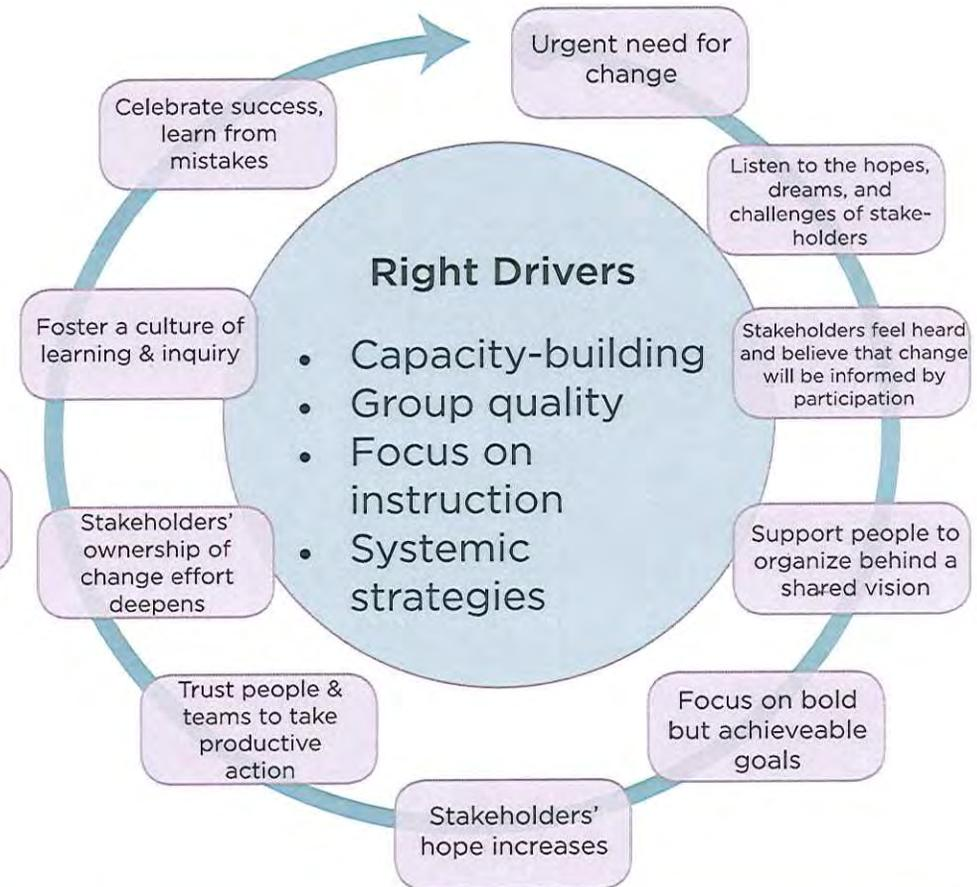 Urgent need for
change
Listen to the hopes,
dreams, and
challenges of stake-
holders
Stakeholders feel heard
and believe that change
will be informed by
participation
Support people to
organize behind a
shared vision
Focus on bold
but achieveable
goals
Stakeholders'
hope increases
Trust people &
teams to take
productive
action
Stakeholders'
ownership of
change effort
deepens
Foster a culture of
learning & inquiry
Celebrate success,
learn from
mistakes
Right Drivers
• Capacity-building
• Group quality
• Focus on
instruction
• Systemic
strategies